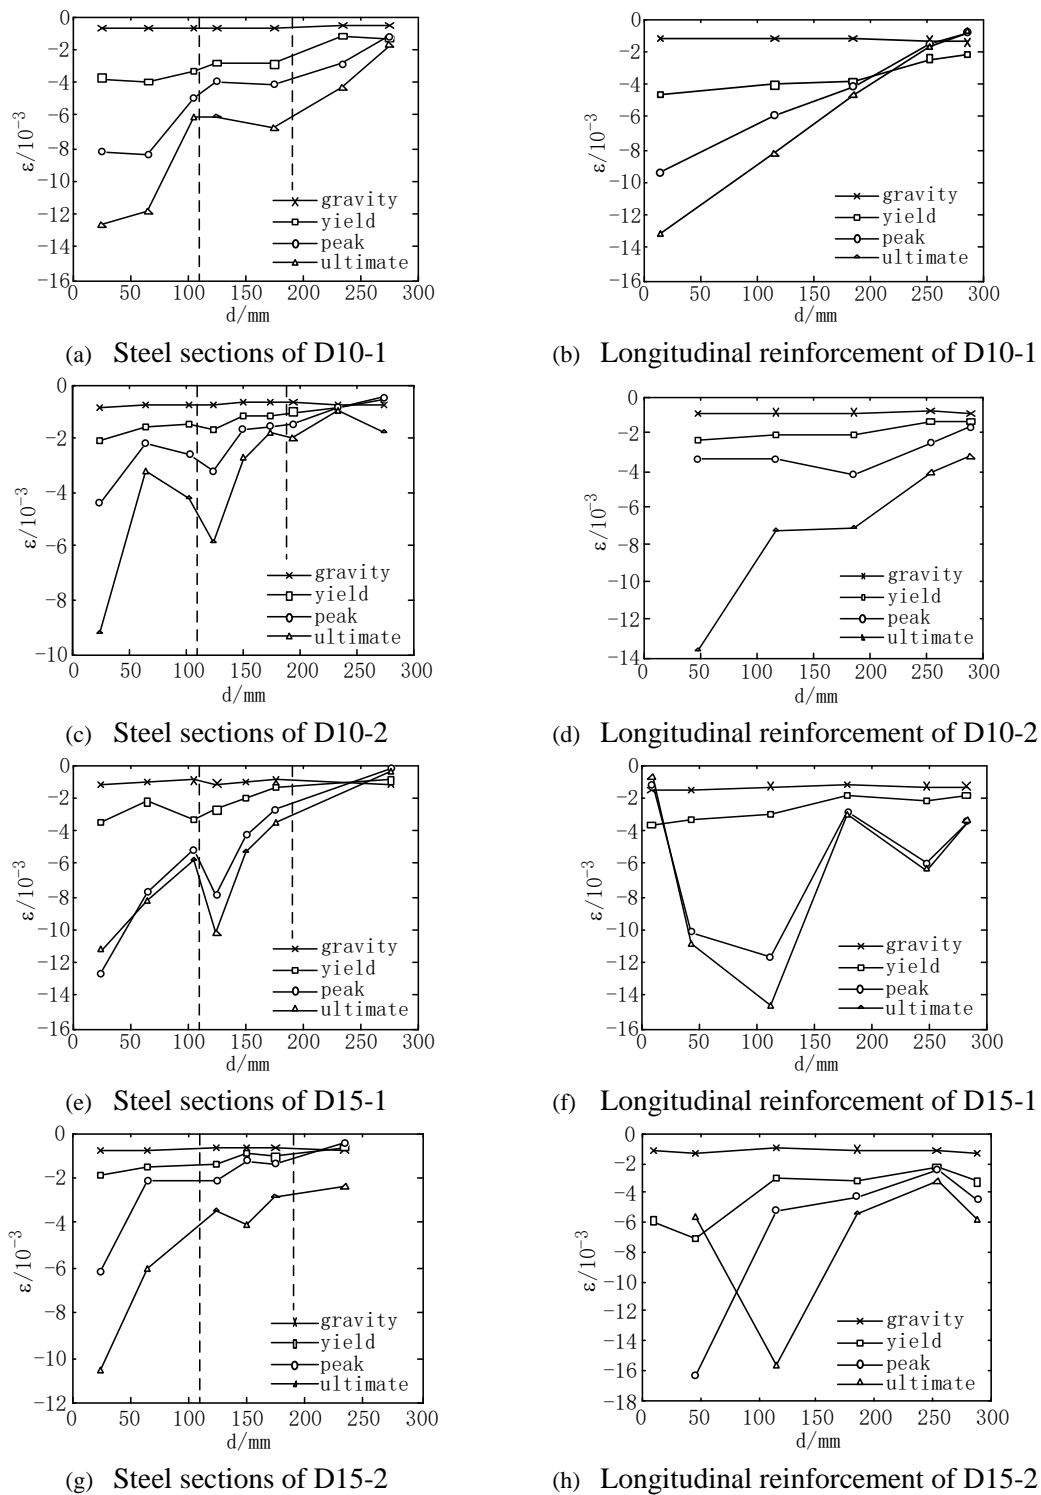 0
−2
−4
−6
−8
−10
−12
−14
−16
ε/10⁻³
gravity
yield
peak
ultimate
0 50 100 150 200 250 300
d/mm
(a) Steel sections of D10-1
0
−2
−4
−6
−8
−10
−12
−14
−16
ε/10⁻³
gravity
yield
peak
ultimate
0 50 100 150 200 250 300
d/mm
(b) Longitudinal reinforcement of D10-1
0
−2
−4
−6
−8
−10
ε/10⁻³
gravity
yield
peak
ultimate
0 50 100 150 200 250 300
d/mm
(c) Steel sections of D10-2
0
−2
−4
−6
−8
−10
−12
−14
ε/10⁻³
gravity
yield
peak
ultimate
0 50 100 150 200 250 300
d/mm
(d) Longitudinal reinforcement of D10-2
0
−2
−4
−6
−8
−10
−12
−14
−16
ε/10⁻³
gravity
yield
peak
ultimate
0 50 100 150 200 250 300
d/mm
(e) Steel sections of D15-1
0
−2
−4
−6
−8
−10
−12
−14
−16
ε/10⁻³
gravity
yield
peak
ultimate
0 50 100 150 200 250 300
d/mm
(f) Longitudinal reinforcement of D15-1
0
−2
−4
−6
−8
−10
−12
ε/10⁻³
gravity
yield
peak
ultimate
0 50 100 150 200 250 300
d/mm
(g) Steel sections of D15-2
0
−2
−4
−6
−8
−10
−12
−14
−16
−18
ε/10⁻³
gravity
yield
peak
ultimate
0 50 100 150 200 250 300
d/mm
(h) Longitudinal reinforcement of D15-2